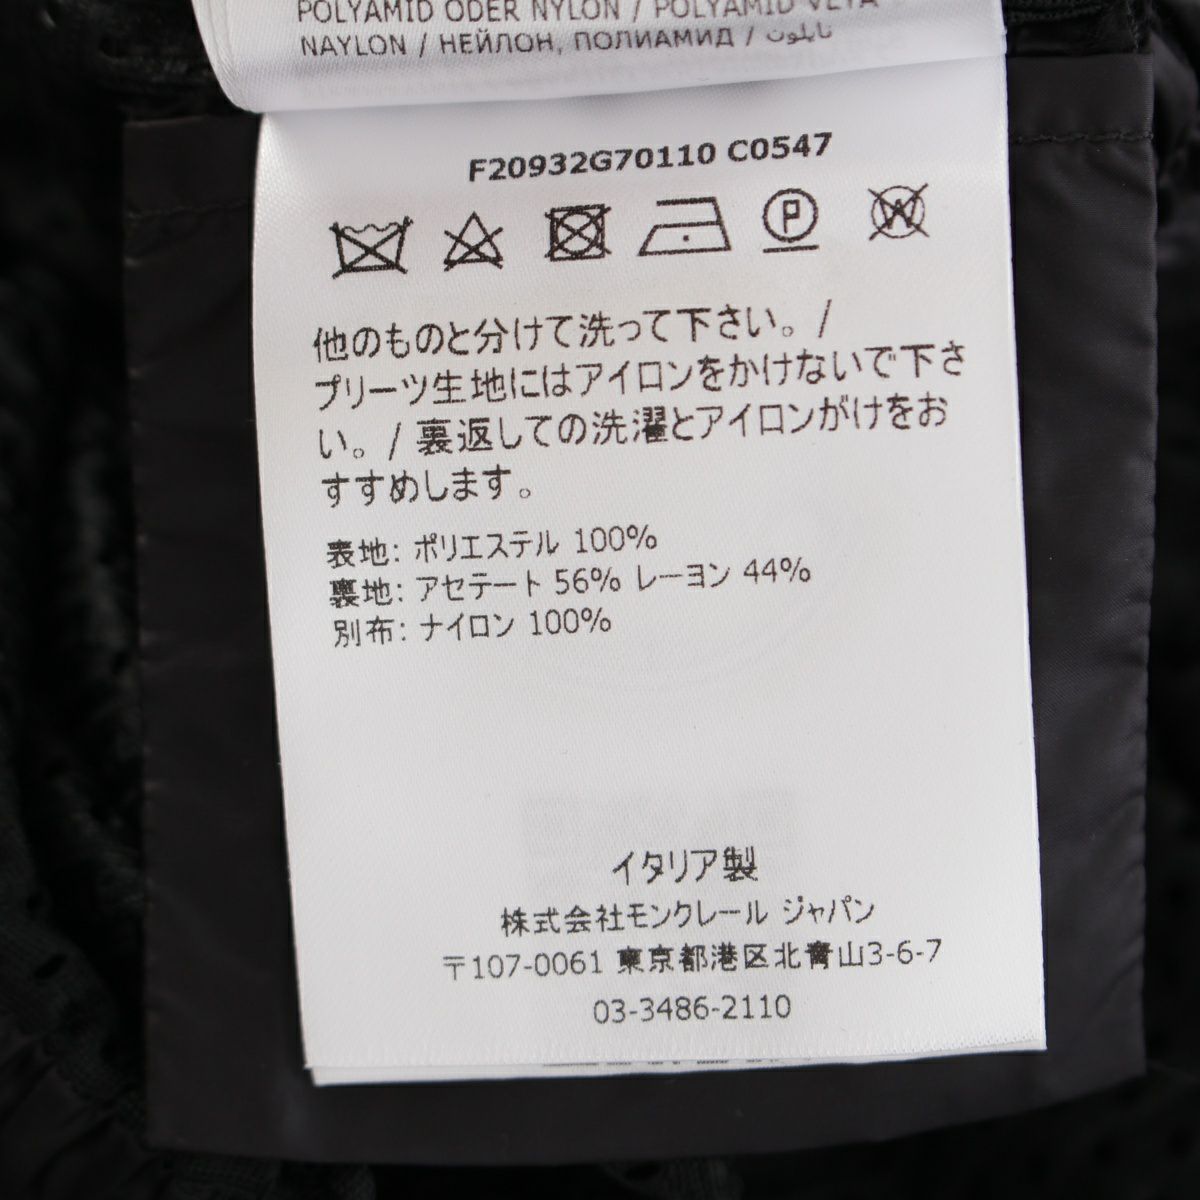 POLYAMID ODER NYLON / POLYAMID VEYA
NAYLON / НЕЙЛОН, ПОЛИАМИД / نايلون
F20932G70110 C0547
P W
他のものと分けて洗って下さい。/
プリーツ生地にはアイロンをかけないで下さ
い。/ 裏返しての洗濯とアイロンがけをお
すすめします。
表地: ポリエステル 100%
裏地: アセテート 56% レーヨン 44%
別布: ナイロン 100%
イタリア製
株式会社モンクレール ジャパン
〒107-0061 東京都港区北青山3-6-7
03-3486-2110